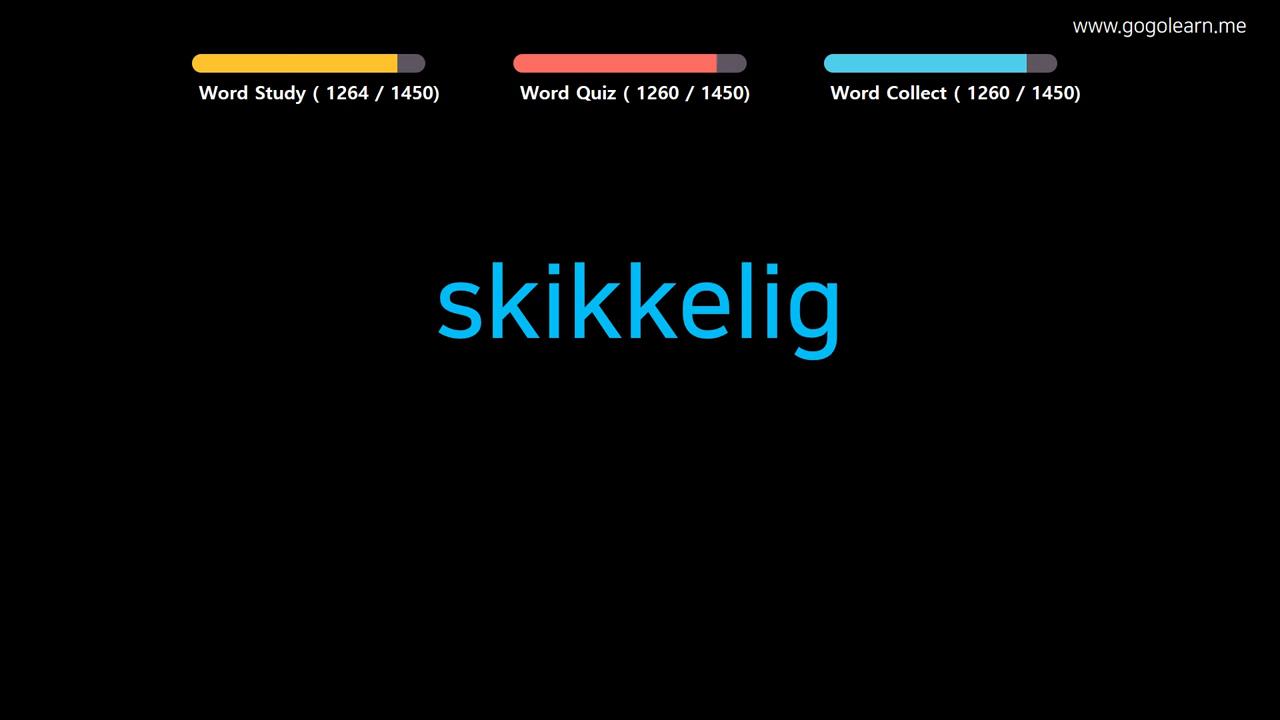 www.gogolearn.me
Word Study ( 1264 / 1450)
Word Quiz ( 1260 / 1450)
Word Collect ( 1260 / 1450)
skikkelig